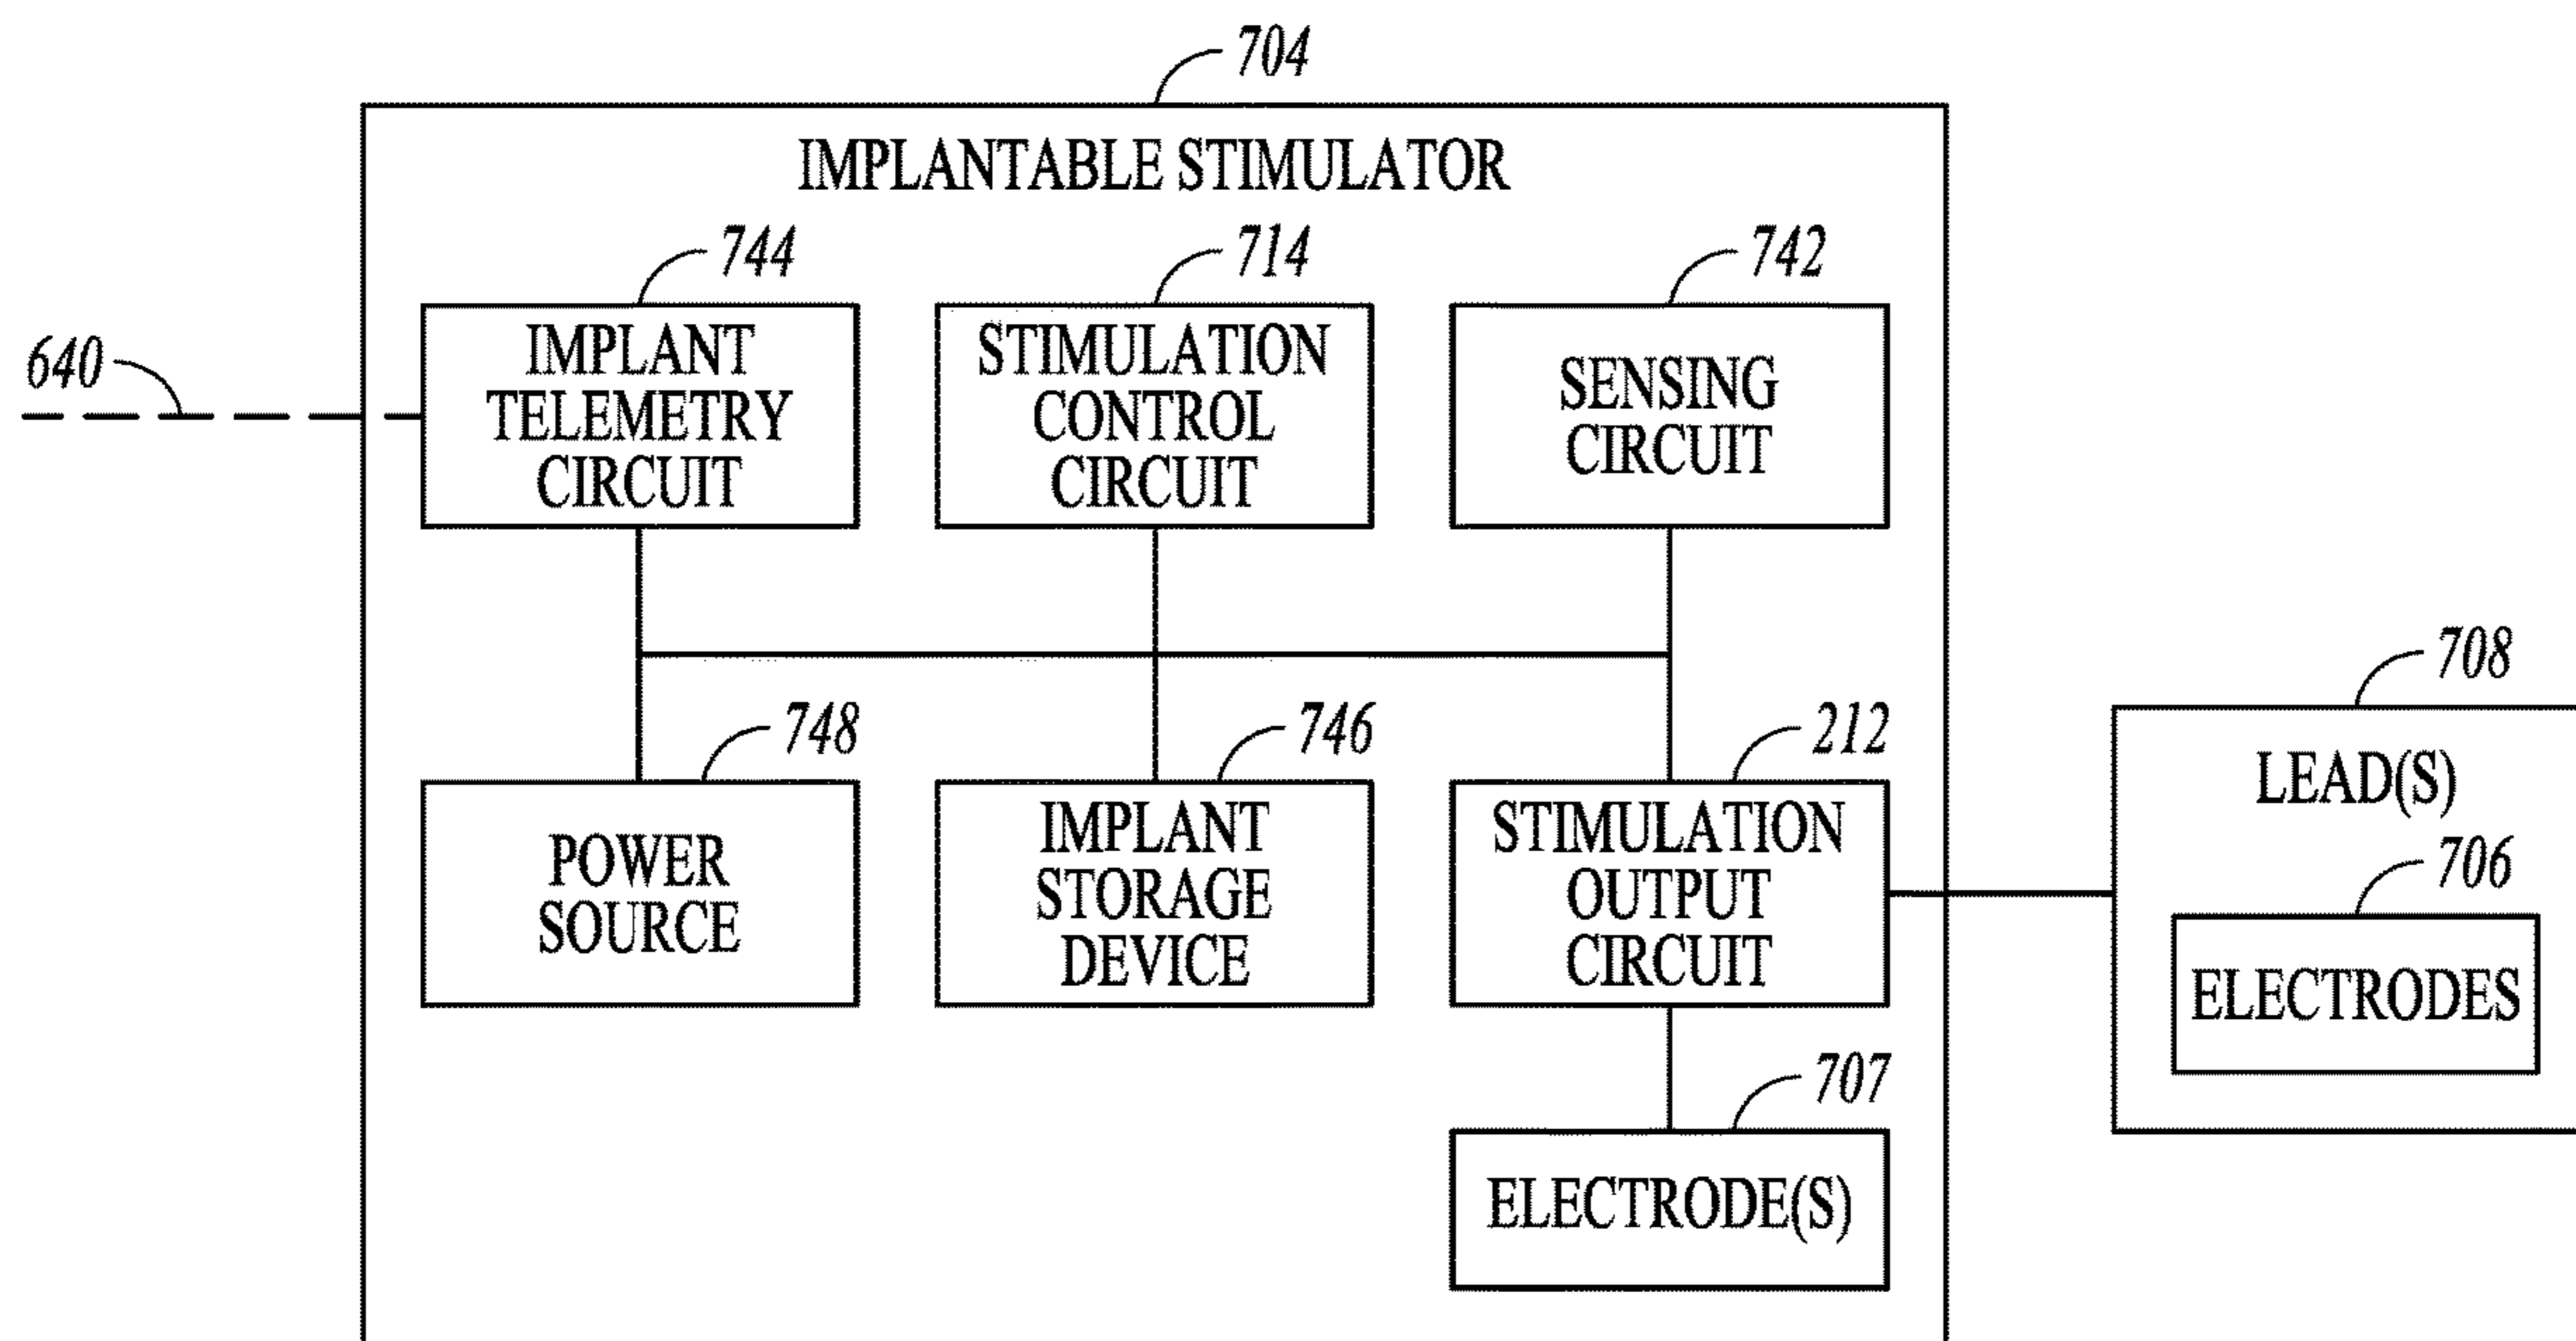 704
IMPLANTABLE STIMULATOR
744
714
742
640
IMPLANT
TELEMETRY
CIRCUIT
STIMULATION
CONTROL
CIRCUIT
SENSING
CIRCUIT
748
746
212
708
POWER
SOURCE
IMPLANT
STORAGE
DEVICE
STIMULATION
OUTPUT
CIRCUIT
LEAD(S)
706
ELECTRODES
707
ELECTRODE(S)